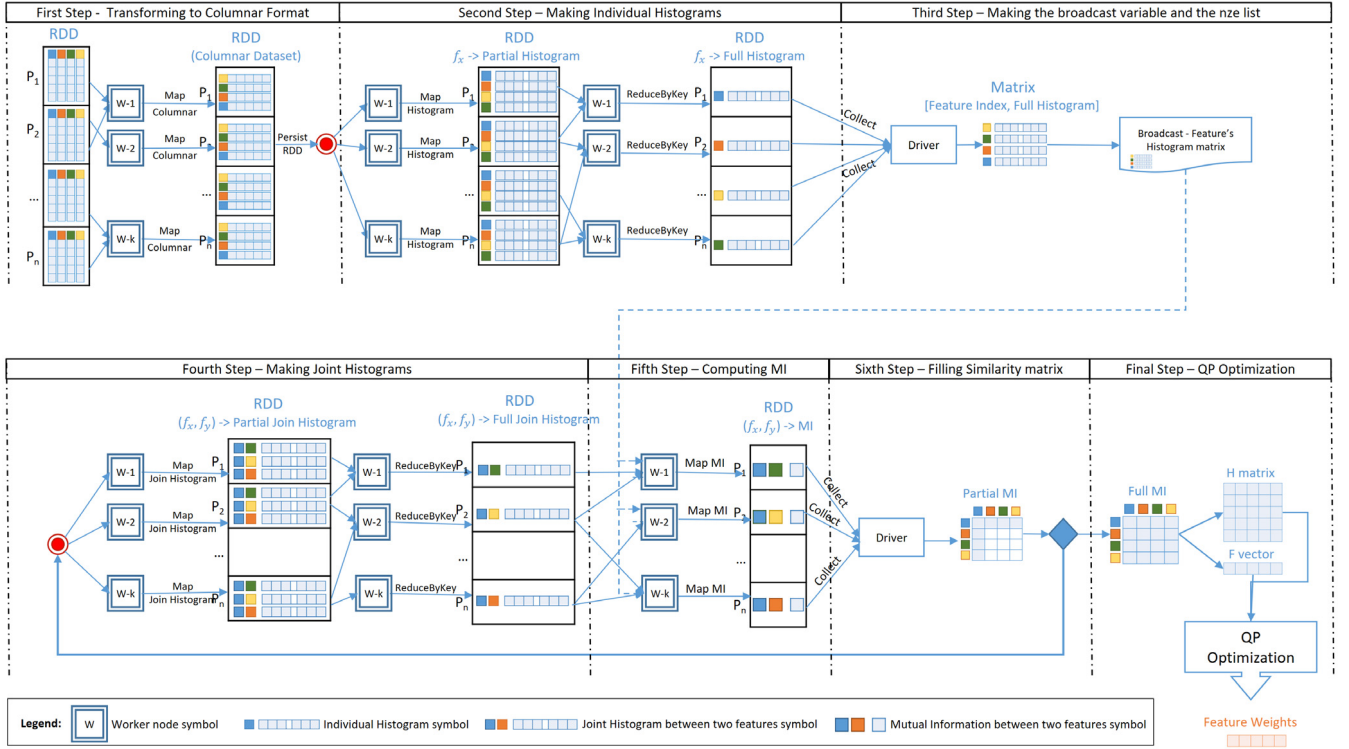 First Step - Transforming to Columnar Format
Second Step – Making Individual Histograms
Third Step – Making the broadcast variable and the nze list
RDD
P1
P2
...
Pn
W-1
W-2
W-k
Map
Columnar
Map
Columnar
Map
Columnar
RDD
(Columnar Dataset)
P1
...
Pn
Persist
RDD
W-1
W-2
W-k
Map
Histogram
Map
Histogram
Map
Histogram
RDD
fx -> Partial Histogram
P1
P2
...
Pn
W-1
W-2
W-k
ReduceByKey
ReduceByKey
ReduceByKey
RDD
fx -> Full Histogram
P1
P2
...
Pn
Collect
Collect
Driver
Matrix
[Feature Index, Full Histogram]
Broadcast - Feature's
Histogram matrix
Fourth Step – Making Joint Histograms
Fifth Step – Computing MI
Sixth Step – Filling Similarity matrix
Final Step – QP Optimization
W-1
W-2
W-k
Map
Join Histogram
Map
Join Histogram
Map
Join Histogram
RDD
(fx, fy) -> Partial Join Histogram
P1
P2
...
Pn
W-1
W-2
W-k
ReduceByKey
ReduceByKey
ReduceByKey
RDD
(fx, fy) -> Full Join Histogram
P1
P2
...
Pn
W-1
W-2
W-k
Map MI
Map MI
Map MI
RDD
(fx, fy) -> MI
P1
P2
...
Pn
Collect
Collect
Collect
Driver
Partial MI
Full MI
H matrix
F vector
QP
Optimization
Feature Weights
Legend:
W
Worker node symbol
Individual Histogram symbol
Joint Histogram between two features symbol
Mutual Information between two features symbol